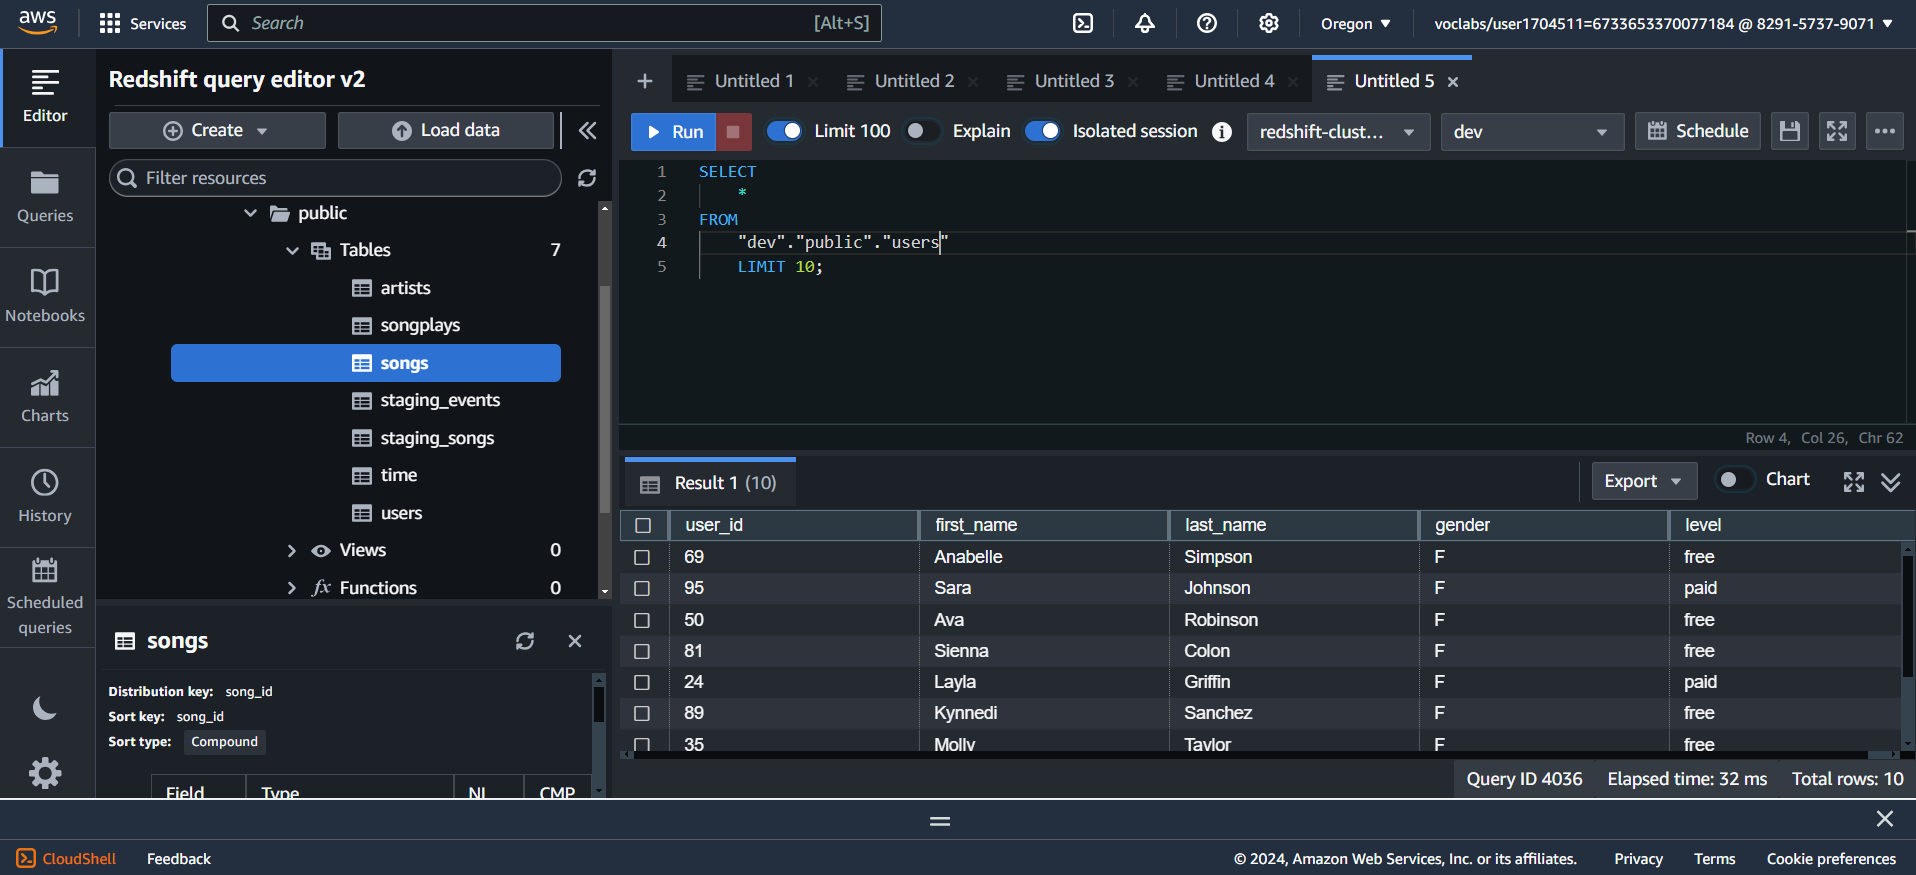 aws Services Search [Alt+S] Oregon voclabs/user1704511=6733653370077184 @ 8291-5737-9071
Editor
Queries
Notebooks
Charts
History
Scheduled
queries
Redshift query editor v2
Create Load data
Filter resources
public
Tables 7
artists
songplays
songs
staging_events
staging_songs
time
users
Views 0
fx Functions 0
songs
Distribution key: song_id
Sort key: song_id
Sort type: Compound
Field Type NL CMP
+ Untitled 1 Untitled 2 Untitled 3 Untitled 4 Untitled 5
Run Limit 100 Explain Isolated session redshift-clust... dev Schedule
1 SELECT
2 *
3 FROM
4 "dev"."public"."users"
5 LIMIT 10;
Row 4, Col 26, Chr 62
Result 1 (10) Export Chart
user_id first_name last_name gender level
69 Anabelle Simpson F free
95 Sara Johnson F paid
50 Ava Robinson F free
81 Sienna Colon F free
24 Layla Griffin F paid
89 Kynnedi Sanchez F free
35 Molly Taylor F free
Query ID 4036 Elapsed time: 32 ms Total rows: 10
CloudShell Feedback © 2024, Amazon Web Services, Inc. or its affiliates. Privacy Terms Cookie preferences